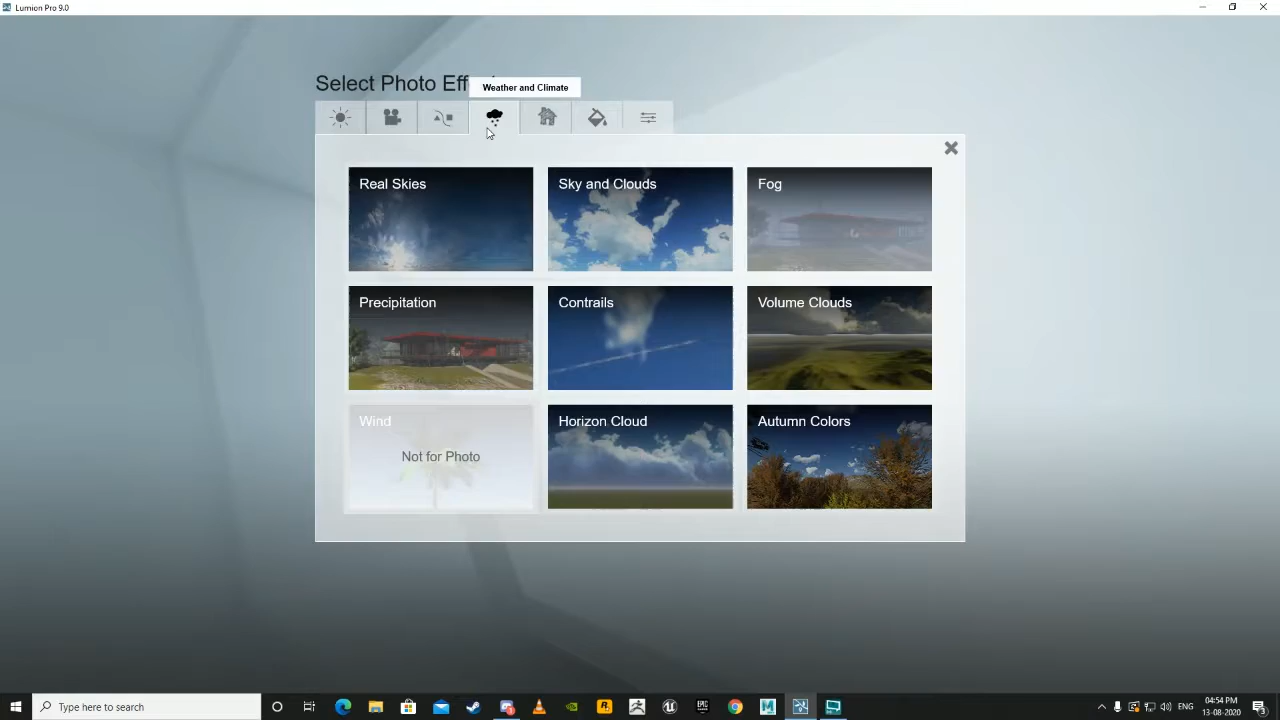 Lumion Pro 9.0
Select Photo Eff
Weather and Climate
Real Skies
Sky and Clouds
Fog
Precipitation
Contrails
Volume Clouds
Wind
Not for Photo
Horizon Cloud
Autumn Colors
Type here to search
ENG
04:54 PM
13-08-2020